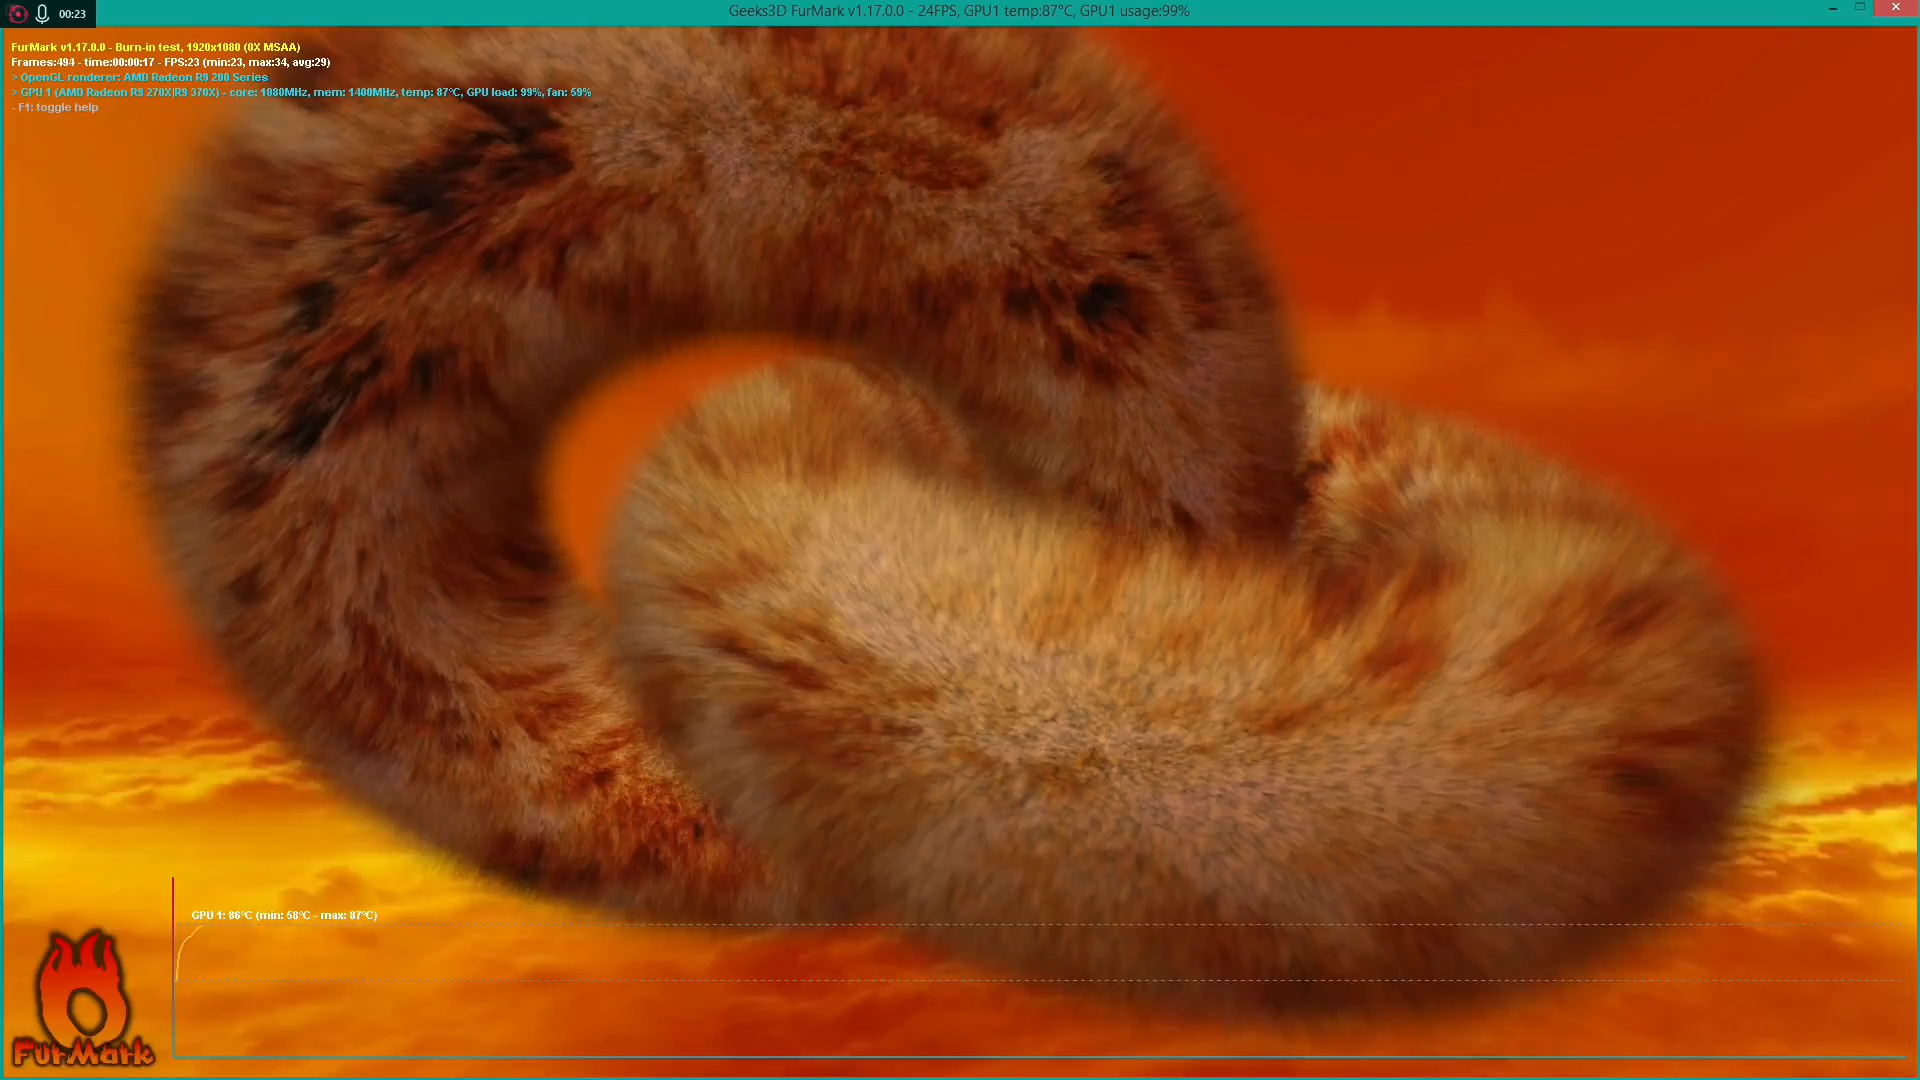 00:23
Geeks3D FurMark v1.17.0.0 - 24FPS, GPU1 temp:87°C, GPU1 usage:99%
FurMark v1.17.0.0 - Burn-in test, 1920x1080 (0X MSAA)
Frames:494 - time:00:00:17 - FPS:23 (min:23, max:34, avg:29)
> OpenGL renderer: AMD Radeon R9 200 Series
> GPU 1 (AMD Radeon R9 270X|R9 370X) - core: 1080MHz, mem: 1400MHz, temp: 87°C, GPU load: 99%, fan: 59%
- F1: toggle help
GPU 1: 86°C (min: 58°C - max: 87°C)
FurMark